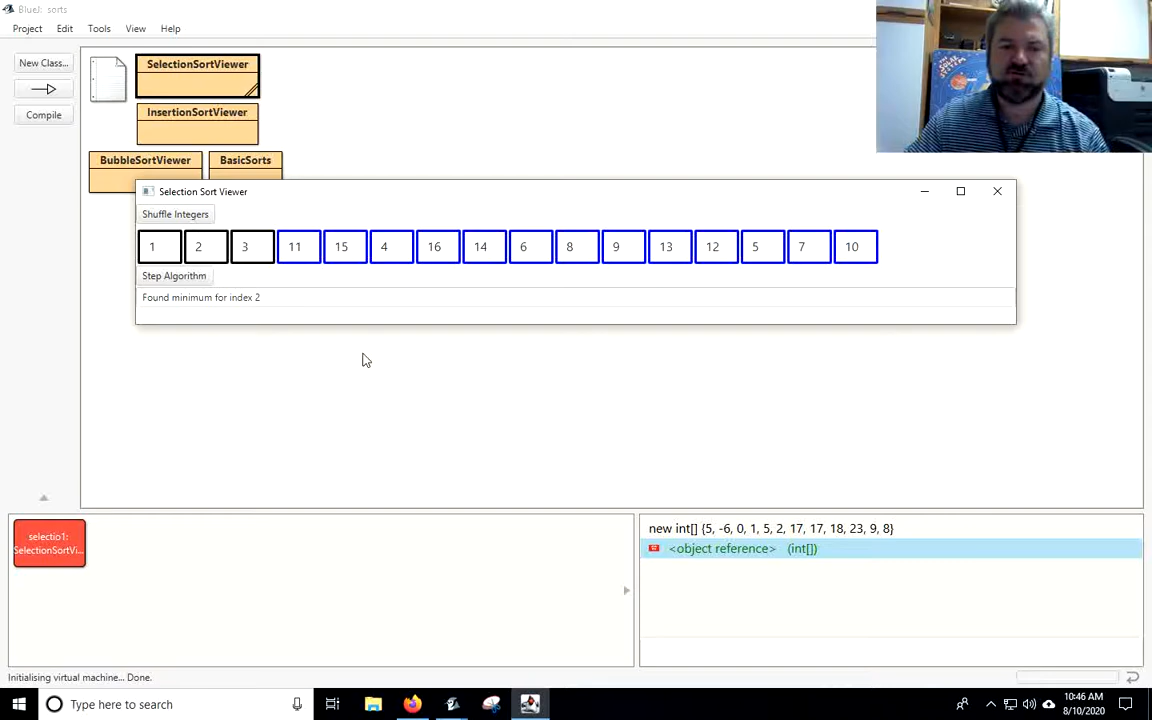 BlueJ: sorts
Project Edit Tools View Help
New Class...
Compile
SelectionSortViewer
InsertionSortViewer
BubbleSortViewer
BasicSorts
Selection Sort Viewer
Shuffle Integers
1 2 3 11 15 4 16 14 6 8 9 13 12 5 7 10
Step Algorithm
Found minimum for index 2
selectio1:
SelectionSortVi...
new int[] {5, -6, 0, 1, 5, 2, 17, 17, 18, 23, 9, 8}
<object reference> (int[])
Initialising virtual machine... Done.
Type here to search
10:46 AM
8/10/2020